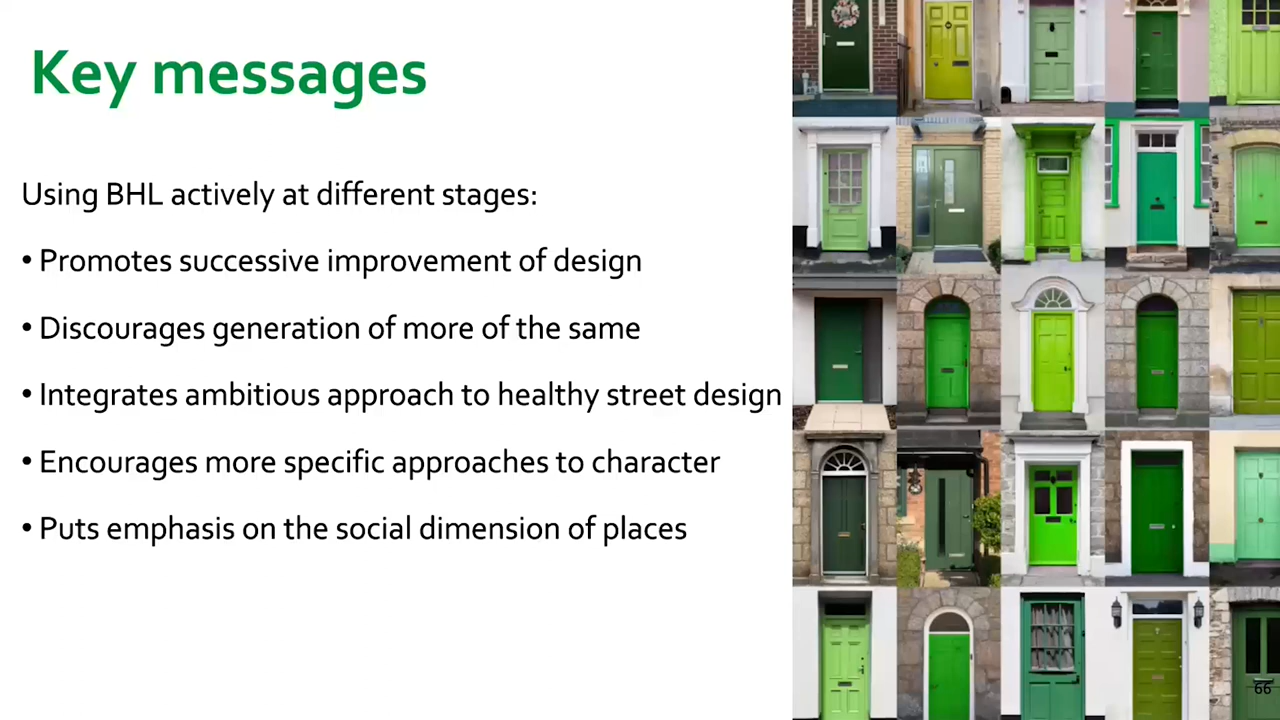 Key messages
Using BHL actively at different stages:
• Promotes successive improvement of design
• Discourages generation of more of the same
• Integrates ambitious approach to healthy street design
• Encourages more specific approaches to character
• Puts emphasis on the social dimension of places
66